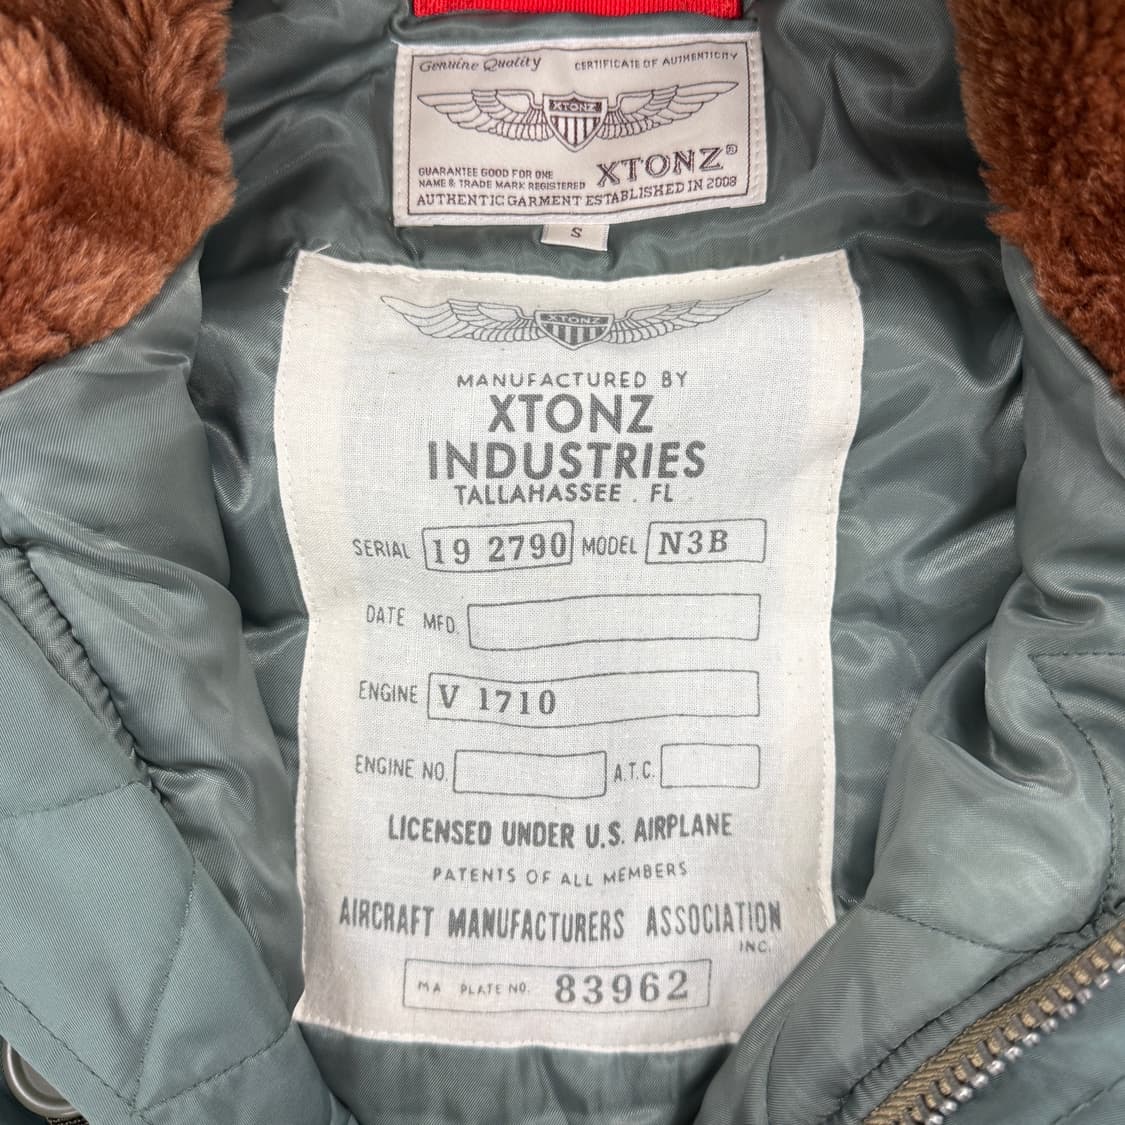 Genuine Quality CERTIFICATE OF AUTHENTICITY
XTONZ
GUARANTEE GOOD FOR ONE
NAME & TRADE MARK REGISTERED
XTONZ®
AUTHENTIC GARMENT ESTABLISHED IN 2008
S
XTONZ
MANUFACTURED BY
XTONZ
INDUSTRIES
TALLAHASSEE . FL
SERIAL 19 2790 MODEL N3B
DATE MFD.
ENGINE V 1710
ENGINE NO. A.T.C.
LICENSED UNDER U.S. AIRPLANE
PATENTS OF ALL MEMBERS
AIRCRAFT MANUFACTURERS ASSOCIATION
INC.
MA PLATE NO. 83962